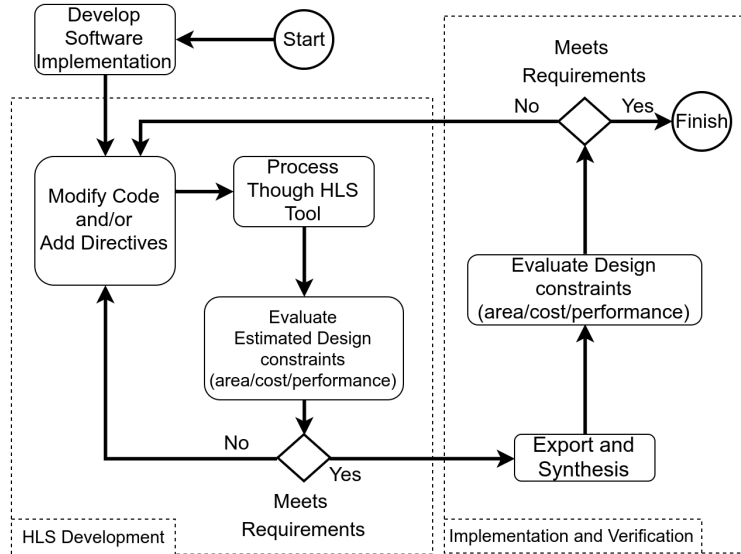 Develop
Software
Implementation
Start
Modify Code
and/or
Add Directives
Process
Though HLS
Tool
Evaluate
Estimated Design
constraints
(area/cost/performance)
No
Yes
Meets
Requirements
HLS Development
Meets
Requirements
No
Yes
Finish
Evaluate Design
constraints
(area/cost/performance)
Export and
Synthesis
Implementation and Verification